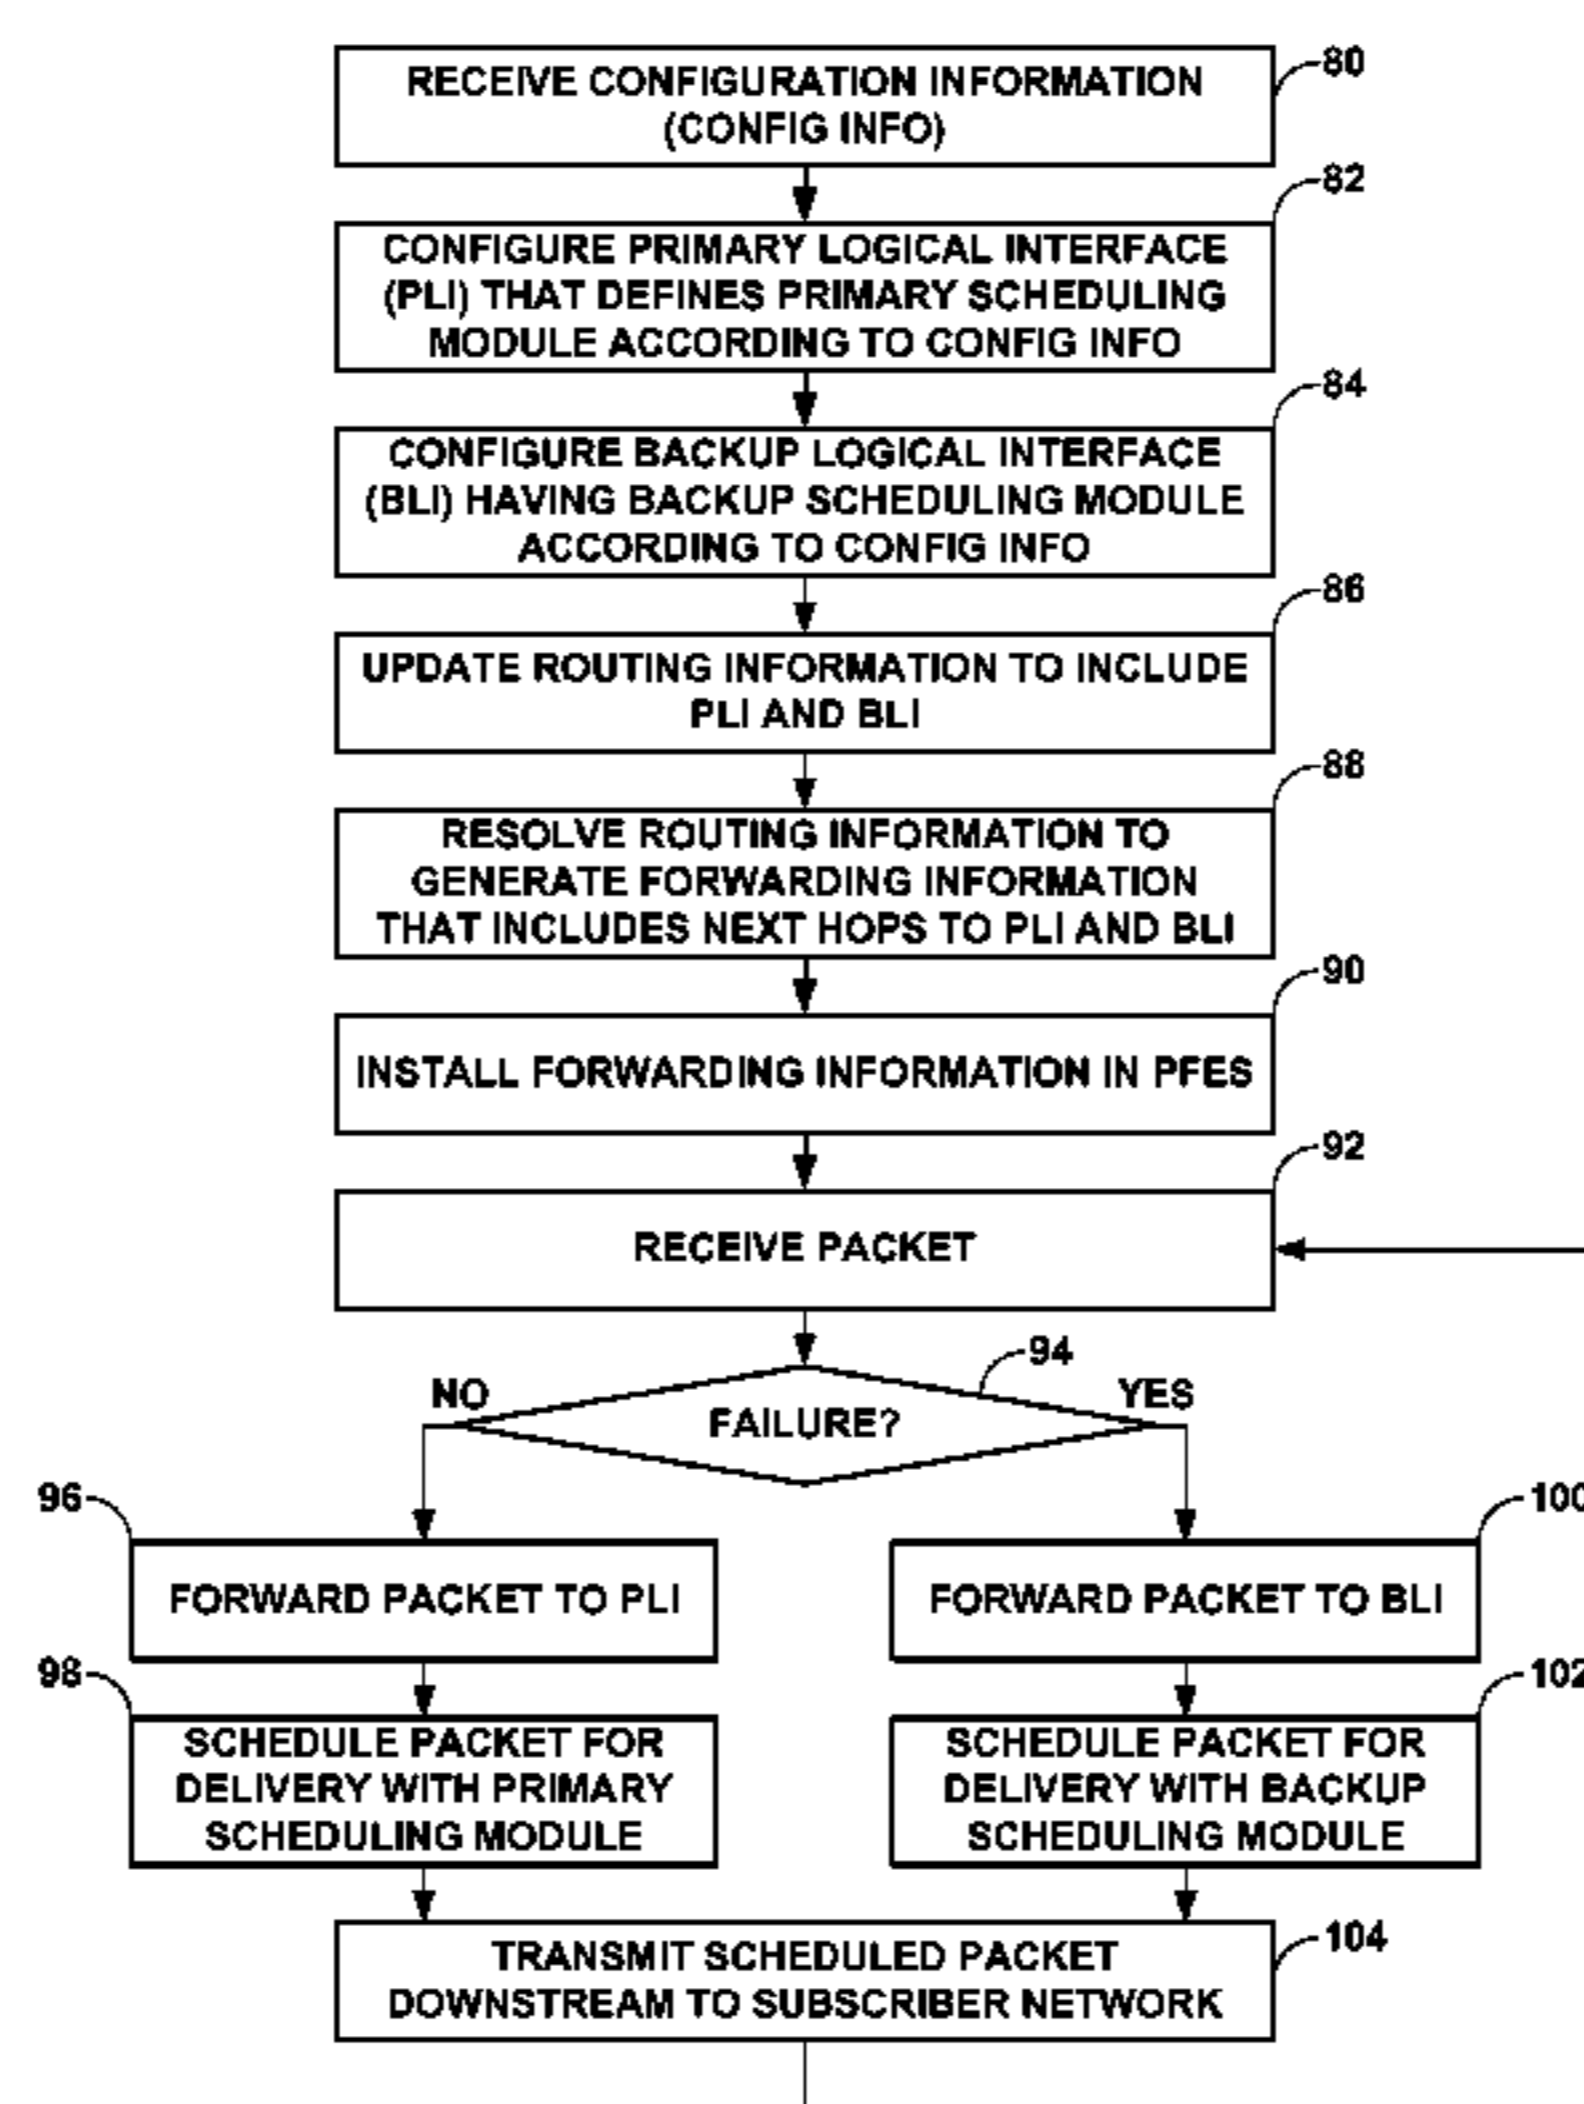 RECEIVE CONFIGURATION INFORMATION
(CONFIG INFO)
80
CONFIGURE PRIMARY LOGICAL INTERFACE
(PLI) THAT DEFINES PRIMARY SCHEDULING
MODULE ACCORDING TO CONFIG INFO
82
CONFIGURE BACKUP LOGICAL INTERFACE
(BLI) HAVING BACKUP SCHEDULING MODULE
ACCORDING TO CONFIG INFO
84
UPDATE ROUTING INFORMATION TO INCLUDE
PLI AND BLI
86
RESOLVE ROUTING INFORMATION TO
GENERATE FORWARDING INFORMATION
THAT INCLUDES NEXT HOPS TO PLI AND BLI
88
INSTALL FORWARDING INFORMATION IN PFES
90
RECEIVE PACKET
92
FAILURE?
94
NO
YES
96
FORWARD PACKET TO PLI
98
SCHEDULE PACKET FOR
DELIVERY WITH PRIMARY
SCHEDULING MODULE
100
FORWARD PACKET TO BLI
102
SCHEDULE PACKET FOR
DELIVERY WITH BACKUP
SCHEDULING MODULE
TRANSMIT SCHEDULED PACKET
DOWNSTREAM TO SUBSCRIBER NETWORK
104